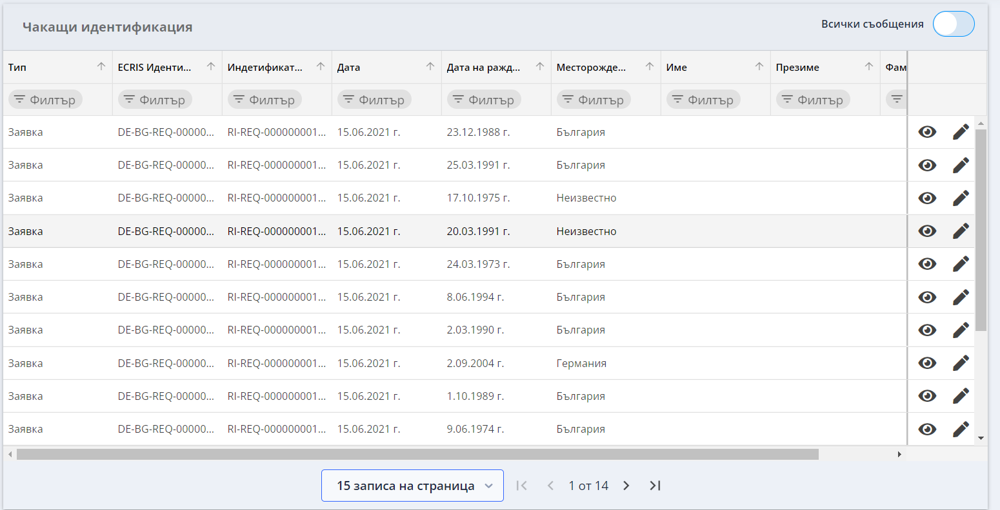 Чакащи идентификация
Всички съобщения
Тип ECRIS Иденти... Индетификат... Дата Дата на ражд... Месторожде... Име Презиме Фам
Филтър Филтър Филтър Филтър Филтър Филтър Филтър Филтър
Заявка DE-BG-REQ-00000... RI-REQ-000000001... 15.06.2021 г. 23.12.1988 г. България
Заявка DE-BG-REQ-00000... RI-REQ-000000001... 15.06.2021 г. 25.03.1991 г. България
Заявка DE-BG-REQ-00000... RI-REQ-000000001... 15.06.2021 г. 17.10.1975 г. Неизвестно
Заявка DE-BG-REQ-00000... RI-REQ-000000001... 15.06.2021 г. 20.03.1991 г. Неизвестно
Заявка DE-BG-REQ-00000... RI-REQ-000000001... 15.06.2021 г. 24.03.1973 г. България
Заявка DE-BG-REQ-00000... RI-REQ-000000001... 15.06.2021 г. 8.06.1994 г. България
Заявка DE-BG-REQ-00000... RI-REQ-000000001... 15.06.2021 г. 2.03.1990 г. България
Заявка DE-BG-REQ-00000... RI-REQ-000000001... 15.06.2021 г. 2.09.2004 г. Германия
Заявка DE-BG-REQ-00000... RI-REQ-000000001... 15.06.2021 г. 1.10.1989 г. България
Заявка DE-BG-REQ-00000... RI-REQ-000000001... 15.06.2021 г. 9.06.1974 г. България
15 записа на страница 1 от 14